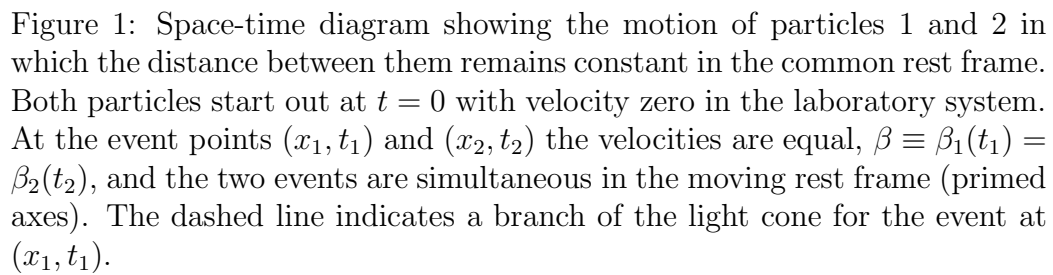 Figure 1: Space-time diagram showing the motion of particles 1 and 2 in
which the distance between them remains constant in the common rest frame.
Both particles start out at t = 0 with velocity zero in the laboratory system.
At the event points (x₁, t₁) and (x₂, t₂) the velocities are equal, β ≡ β₁(t₁) =
β₂(t₂), and the two events are simultaneous in the moving rest frame (primed
axes). The dashed line indicates a branch of the light cone for the event at
(x₁, t₁).